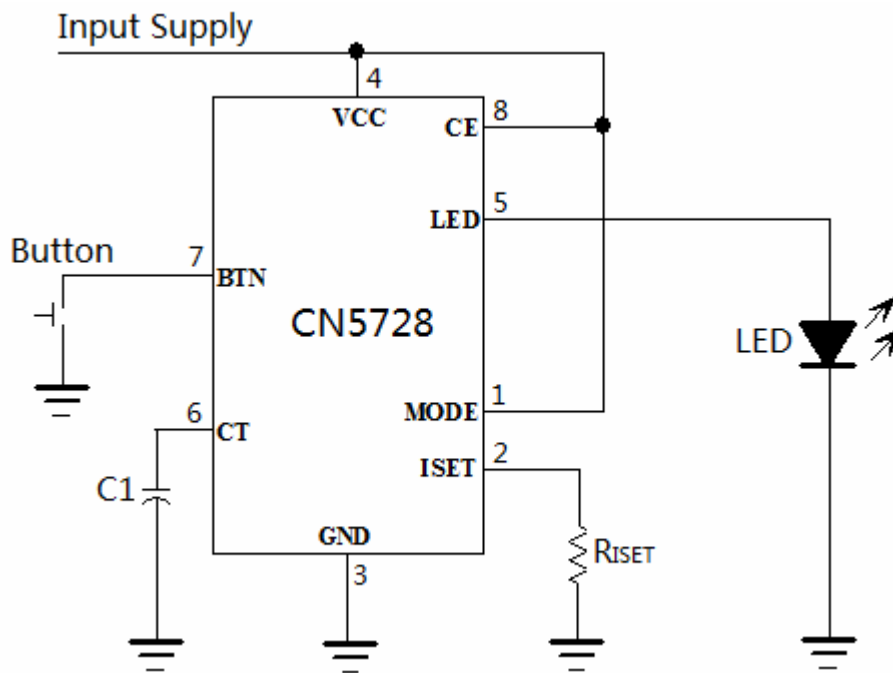 Input Supply
4
VCC
8
CE
5
LED
Button
7
BTN
CN5728
LED
1
MODE
6
CT
2
ISET
C1
GND
RISET
3